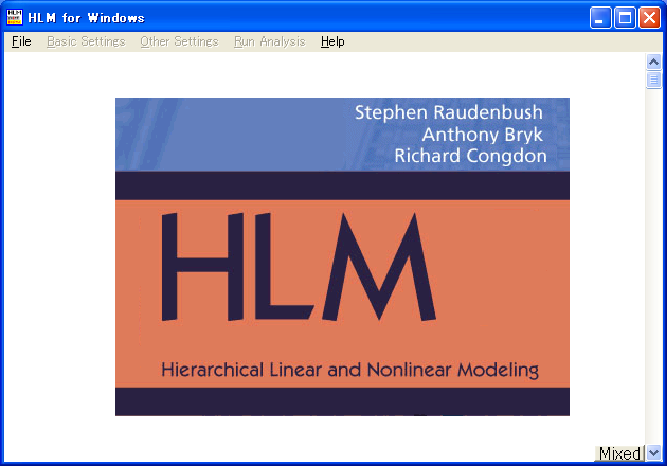 HLM for Windows
File Basic Settings Other Settings Run Analysis Help
Stephen Raudenbush
Anthony Bryk
Richard Congdon
HLM
Hierarchical Linear and Nonlinear Modeling
Mixed